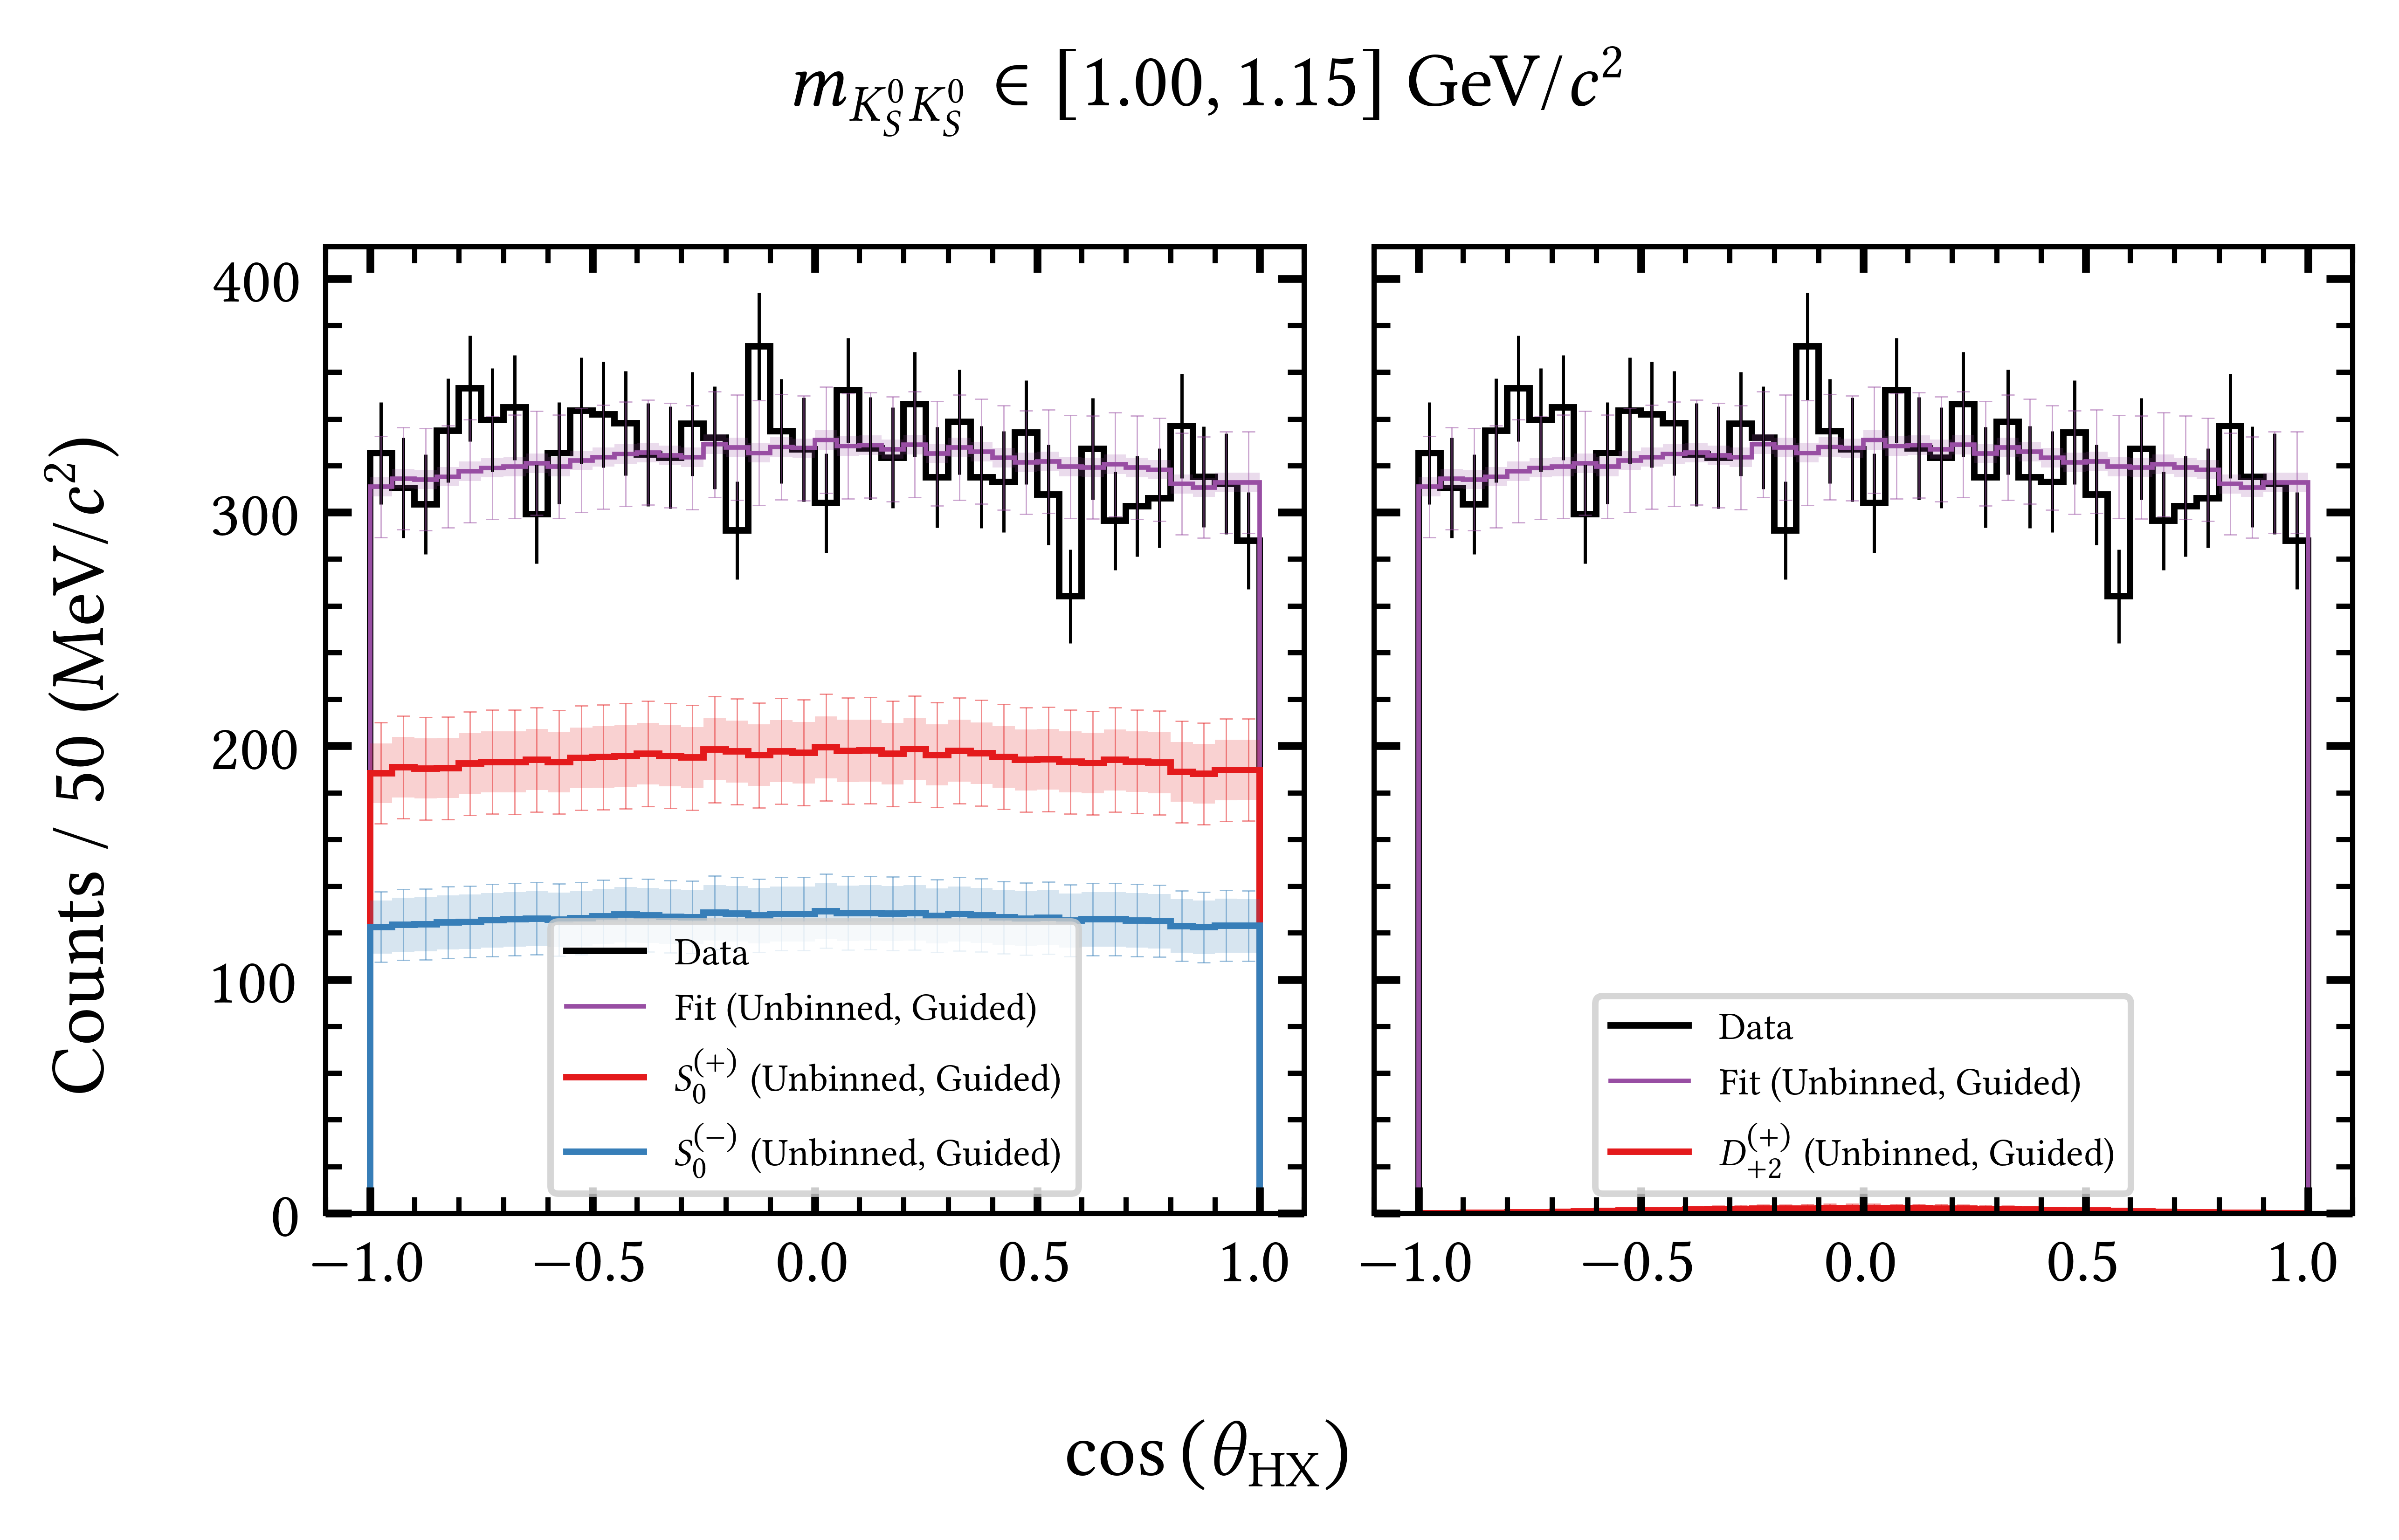 m_{K_S^0 K_S^0} ∈ [1.00, 1.15] GeV/c²
Counts / 50 (MeV/c²)
400
300
200
100
0
Data
Fit (Unbinned, Guided)
S_0^{(+)} (Unbinned, Guided)
S_0^{(−)} (Unbinned, Guided)
−1.0 −0.5 0.0 0.5 1.0
Data
Fit (Unbinned, Guided)
D_{+2}^{(+)} (Unbinned, Guided)
−1.0 −0.5 0.0 0.5 1.0
cos (θ_{HX})